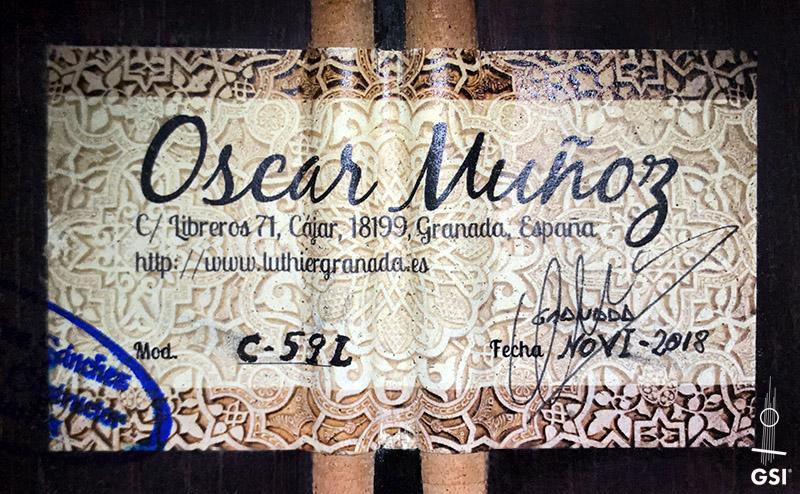 Oscar Muñoz
C/ Libreros 71, Cájar, 18199, Granada, España
http://www.luthiergranada.es
GRANADA
Mod. C-59L Fecha NOVI-2018
Sánchez
GSI